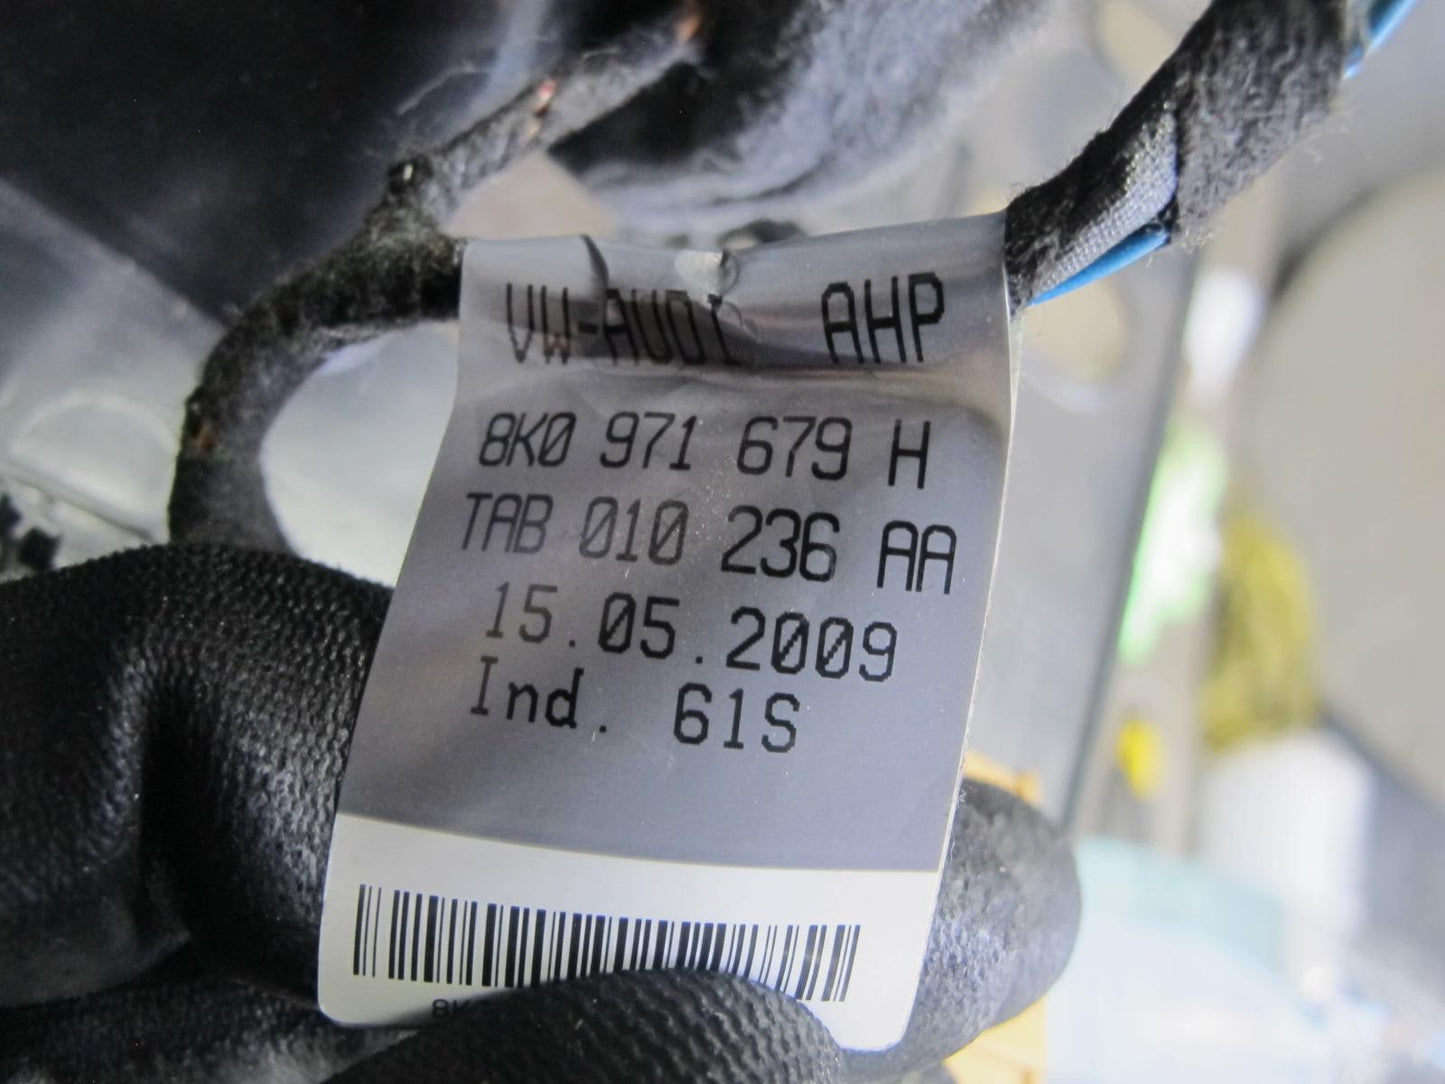 VW-AUDI AHP
8K0 971 679 H
TAB 010 236 AA
15.05.2009
Ind. 61S